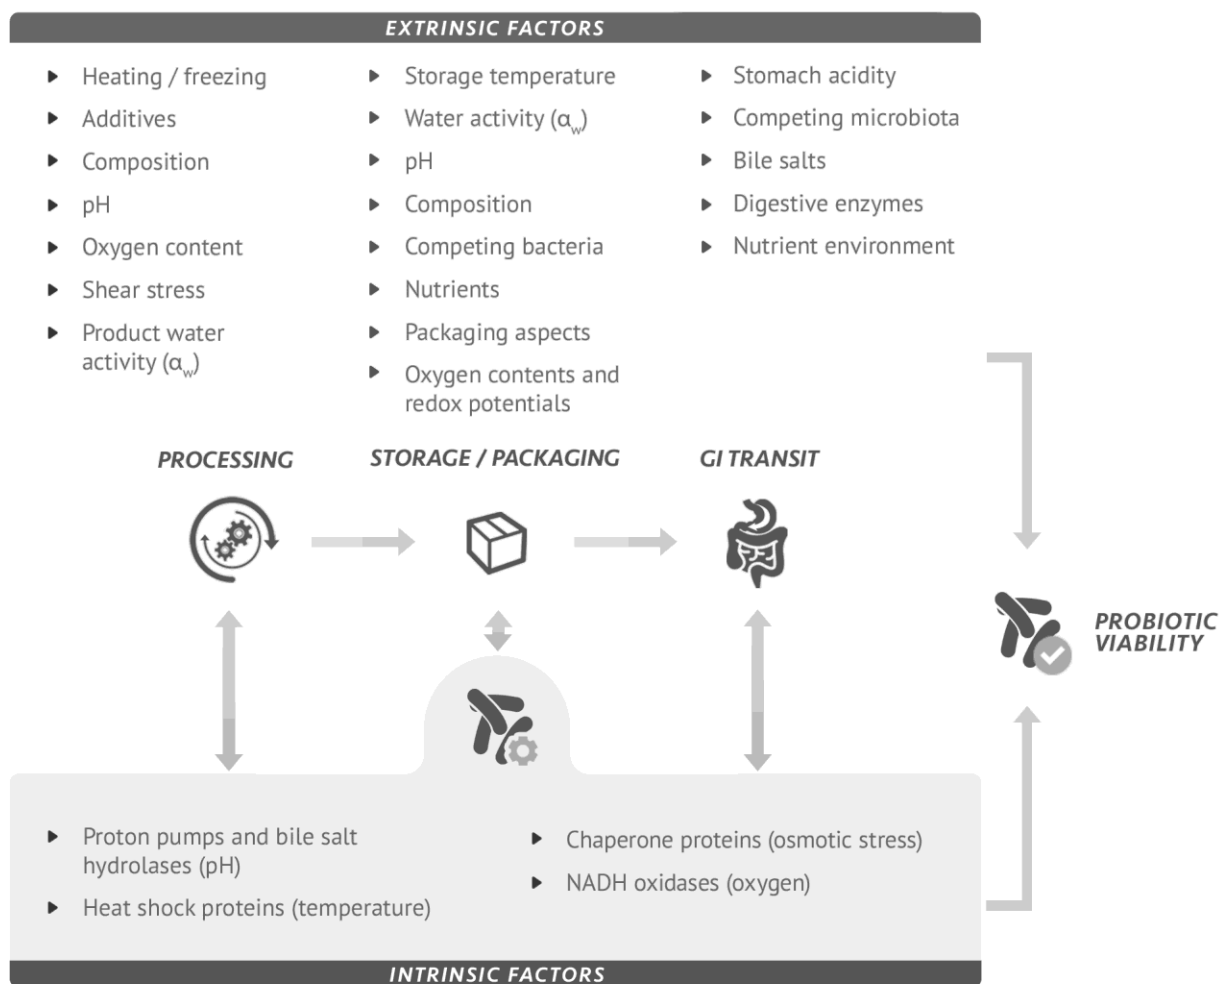 EXTRINSIC FACTORS
Heating / freezing
Additives
Composition
pH
Oxygen content
Shear stress
Product water
activity (αw)
Storage temperature
Water activity (αw)
pH
Composition
Competing bacteria
Nutrients
Packaging aspects
Oxygen contents and
redox potentials
Stomach acidity
Competing microbiota
Bile salts
Digestive enzymes
Nutrient environment
PROCESSING
STORAGE / PACKAGING
GI TRANSIT
PROBIOTIC
VIABILITY
Proton pumps and bile salt
hydrolases (pH)
Heat shock proteins (temperature)
Chaperone proteins (osmotic stress)
NADH oxidases (oxygen)
INTRINSIC FACTORS